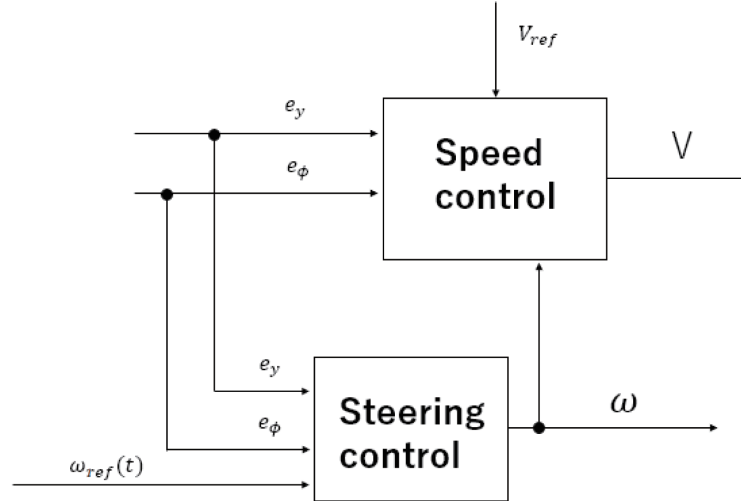 V_ref
e_y
e_ϕ
Speed
control
V
e_y
e_ϕ
ω_ref(t)
Steering
control
ω